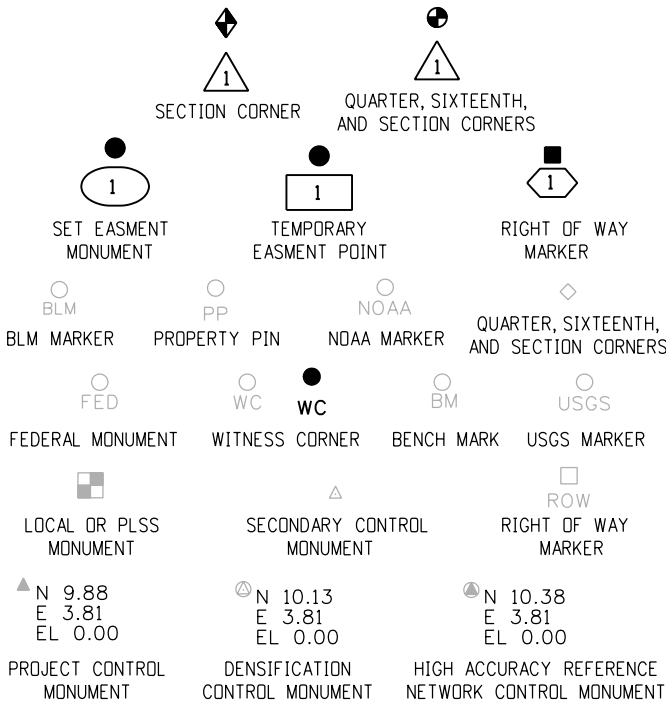 1
1
SECTION CORNER
QUARTER, SIXTEENTH,
AND SECTION CORNERS
1
1
1
SET EASMENT
MONUMENT
TEMPORARY
EASMENT POINT
RIGHT OF WAY
MARKER
BLM
PP
NOAA
BLM MARKER
PROPERTY PIN
NOAA MARKER
QUARTER, SIXTEENTH,
AND SECTION CORNERS
FED
WC
WC
BM
USGS
FEDERAL MONUMENT
WITNESS CORNER
BENCH MARK
USGS MARKER
ROW
LOCAL OR PLSS
MONUMENT
SECONDARY CONTROL
MONUMENT
RIGHT OF WAY
MARKER
N 9.88
E 3.81
EL 0.00
N 10.13
E 3.81
EL 0.00
N 10.38
E 3.81
EL 0.00
PROJECT CONTROL
MONUMENT
DENSIFICATION
CONTROL MONUMENT
HIGH ACCURACY REFERENCE
NETWORK CONTROL MONUMENT